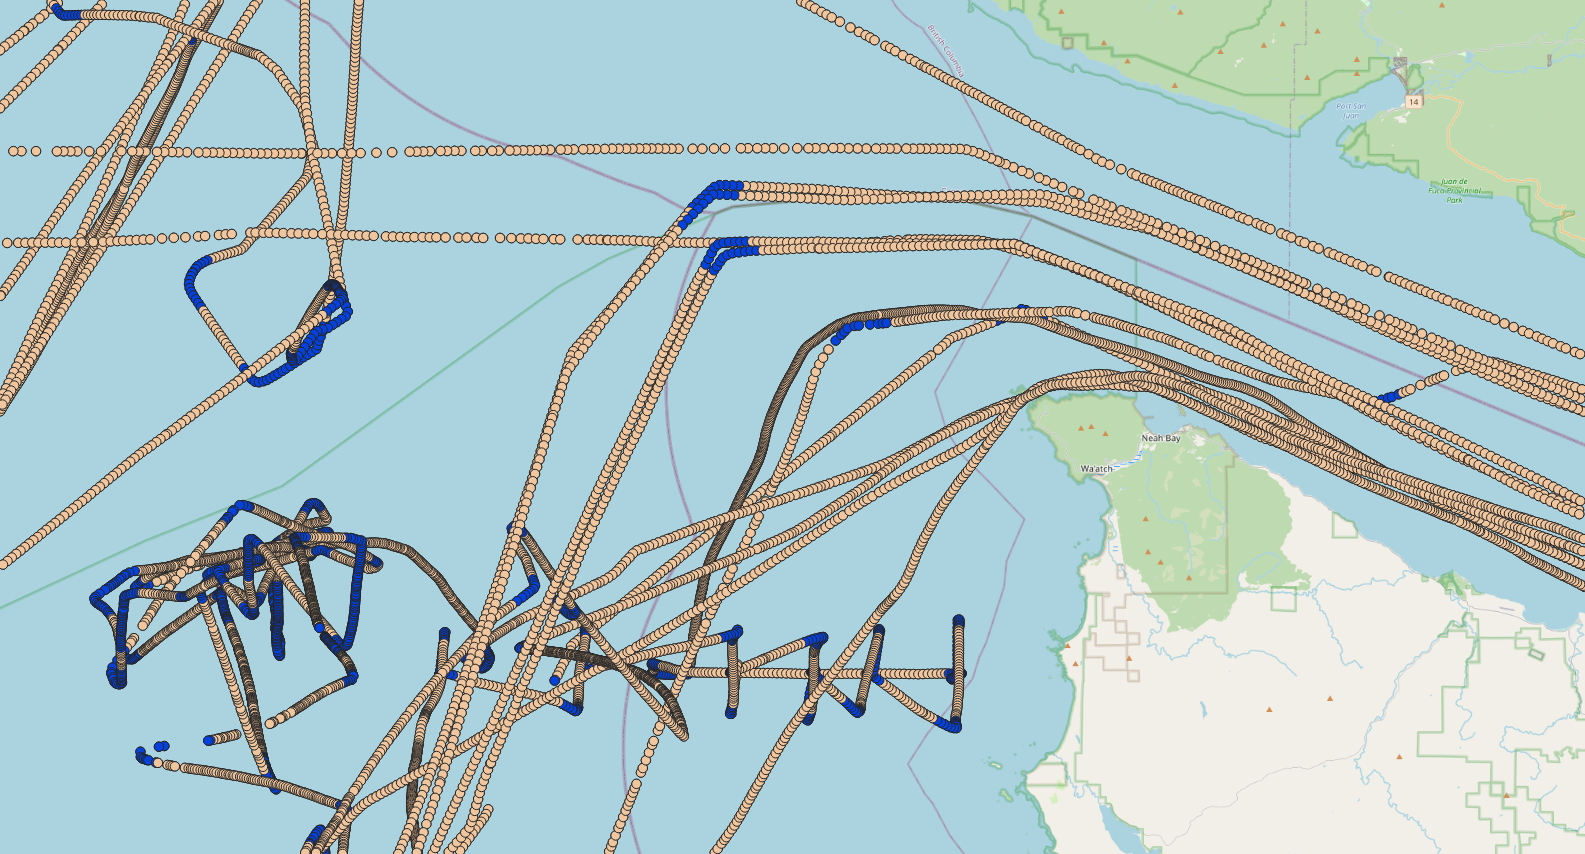 British Columbia
14
Port San
Juan
Juan de
Fuca Provincial
Park
Neah Bay
Wa'atch